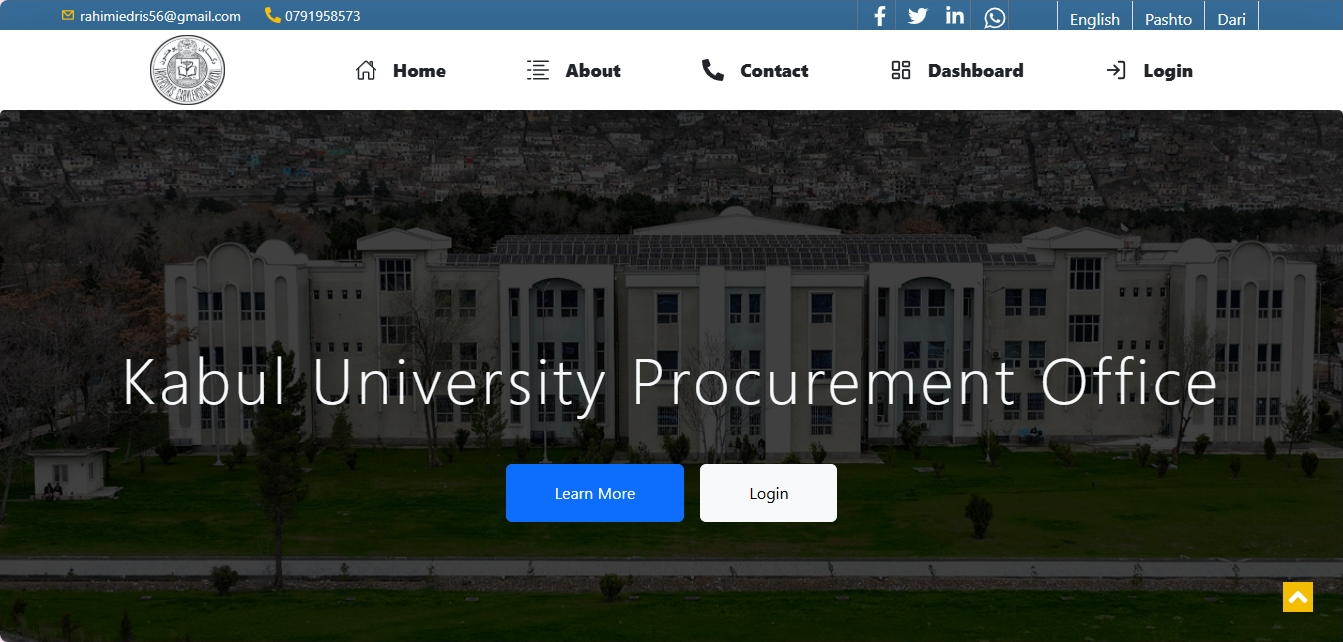 rahimiedris56@gmail.com 0791958573 English Pashto Dari
Home About Contact Dashboard Login
Kabul University Procurement Office
Learn More Login